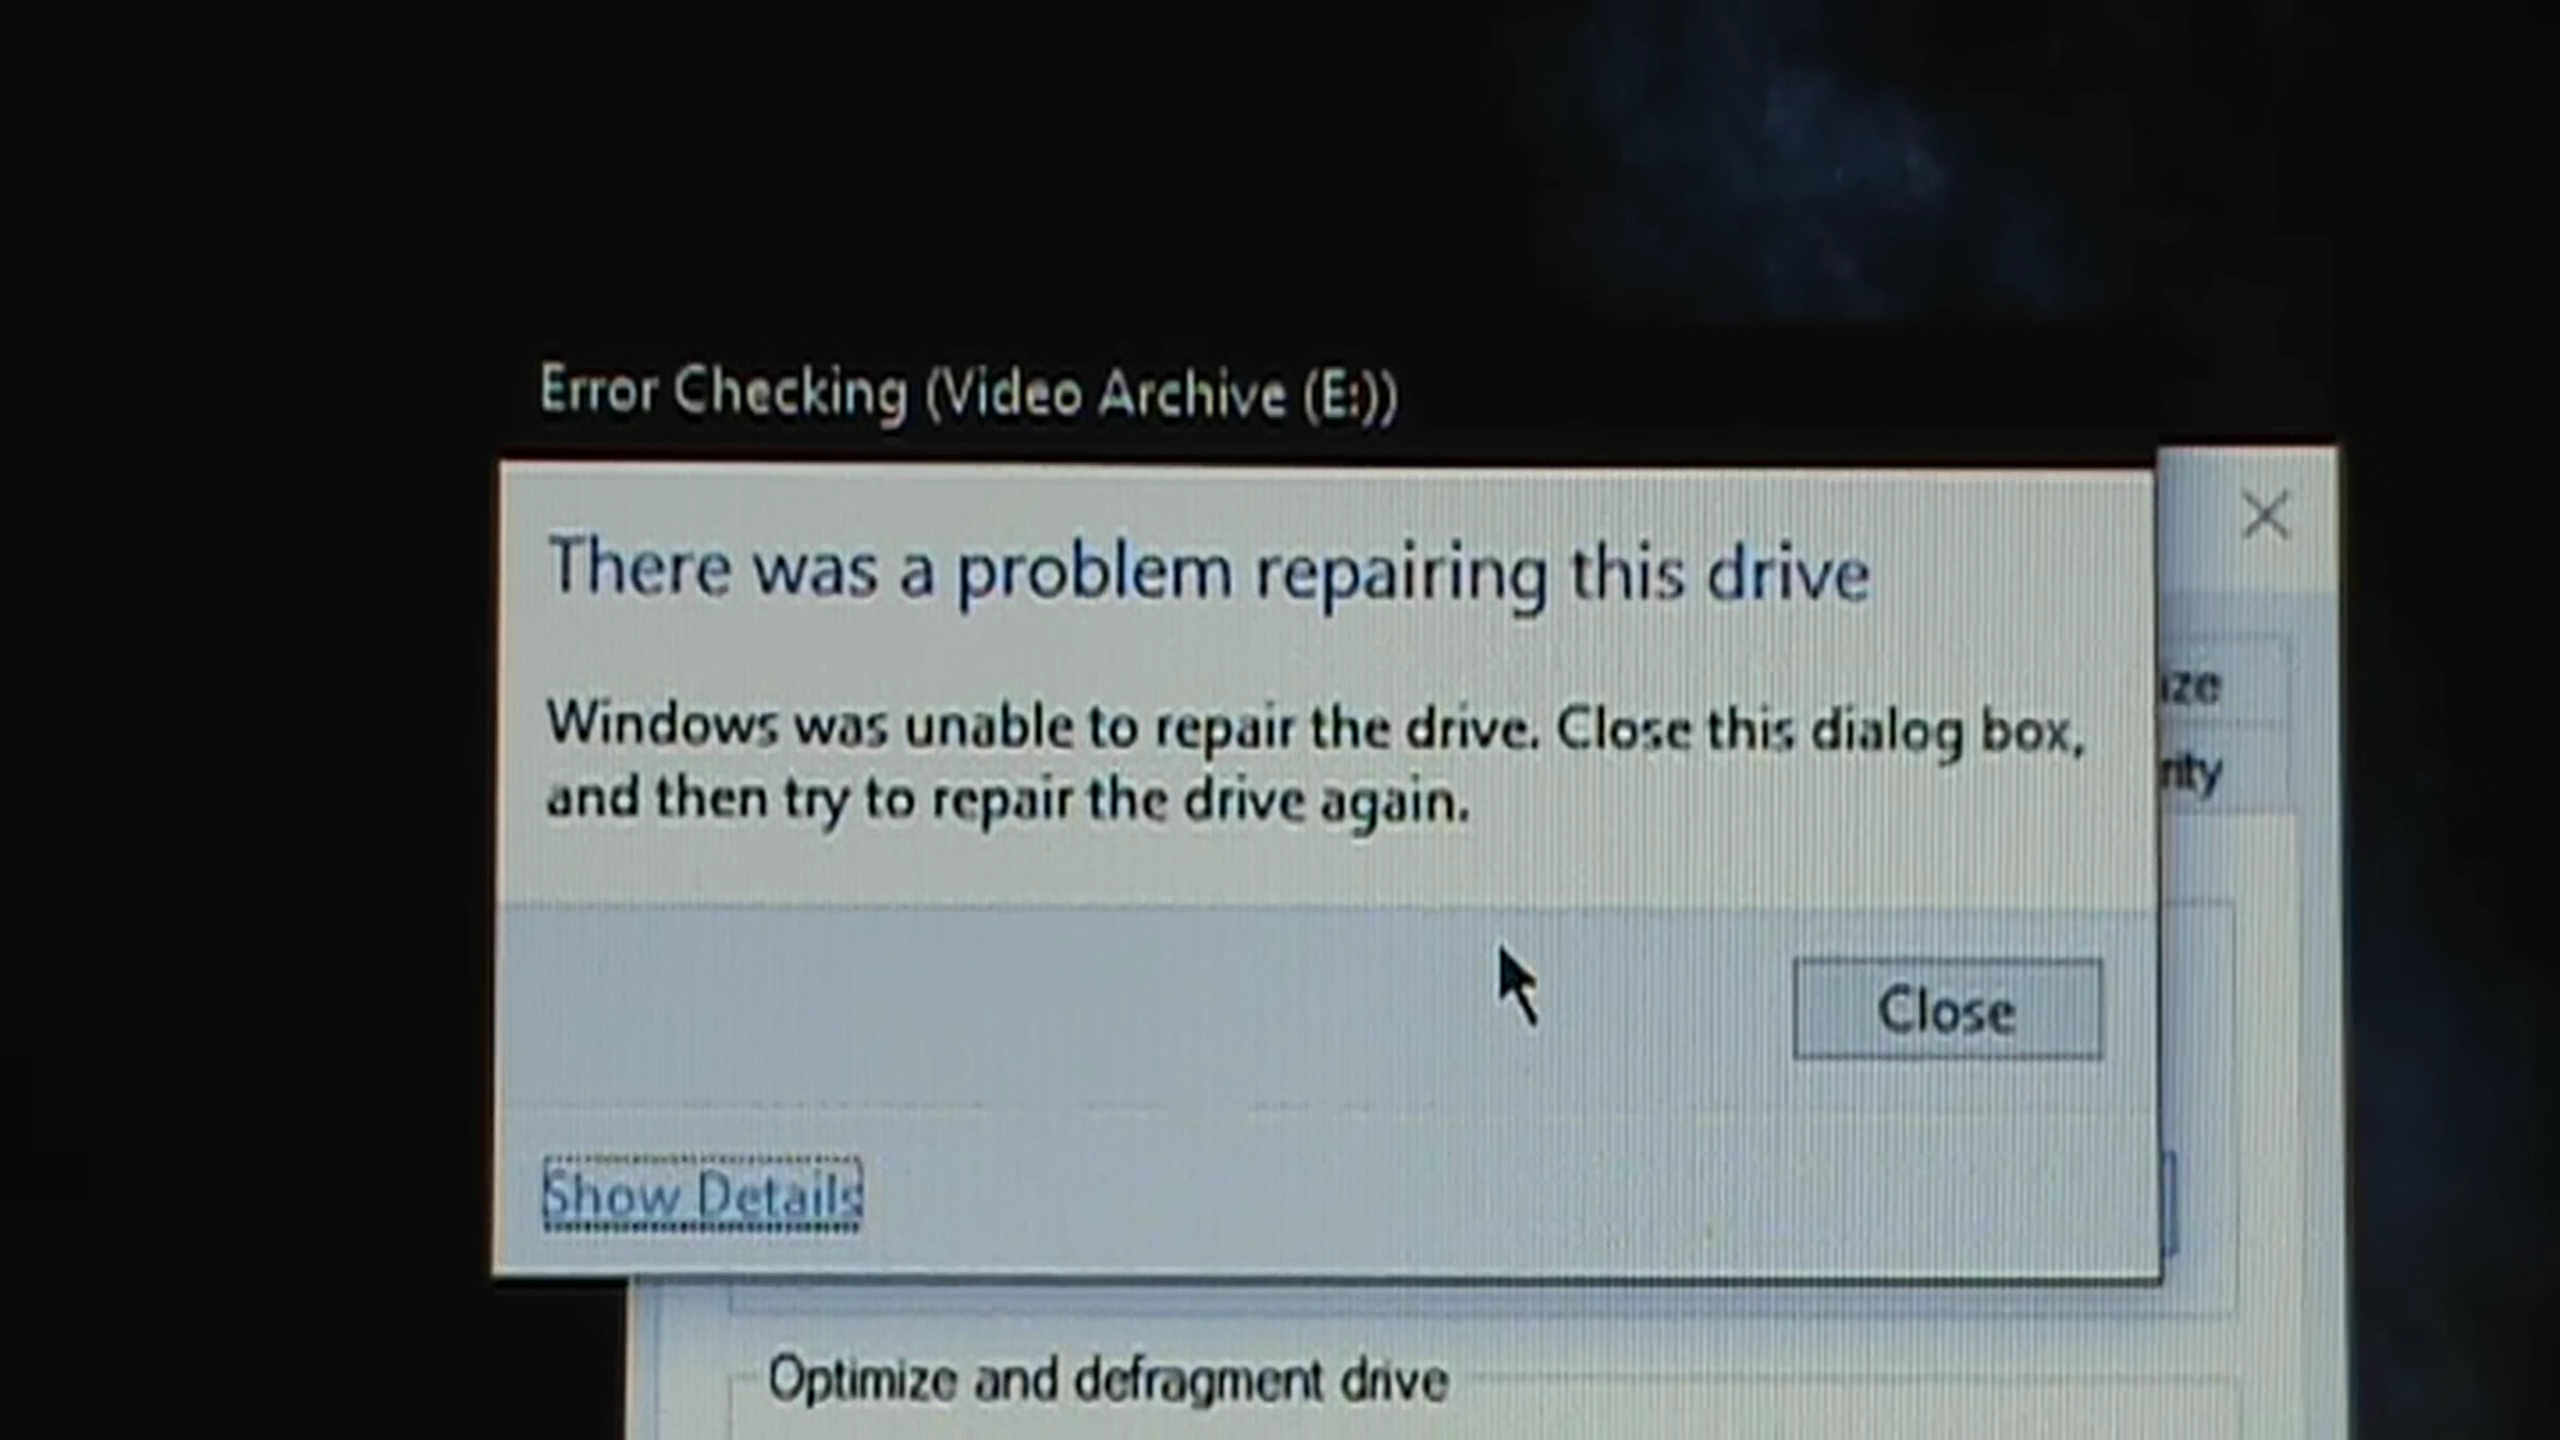 Error Checking (Video Archive (E:))
There was a problem repairing this drive
Windows was unable to repair the drive. Close this dialog box,
and then try to repair the drive again.
Close
Show Details
Optimize and defragment drive